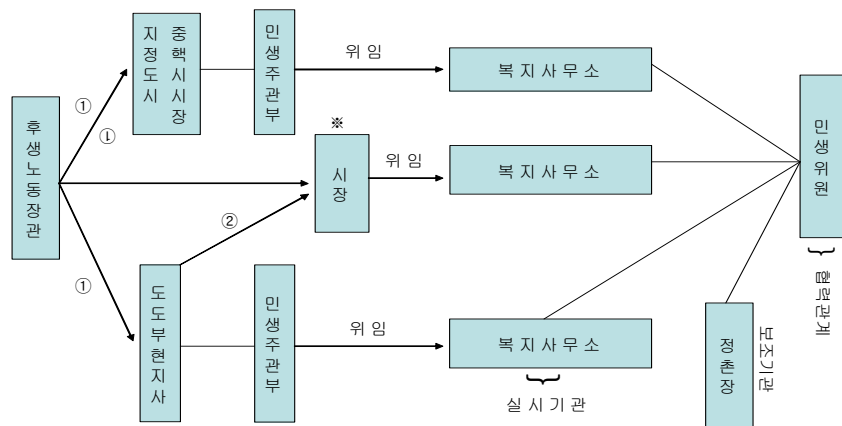 후생노동장관
①
①
①
지정도시
중핵시시장
민생주관부
위임
복지사무소
※
시장
위임
복지사무소
②
도도부현지사
민생주관부
위임
복지사무소
실시기관
민생위원
협력관계
정촌장
보조기관